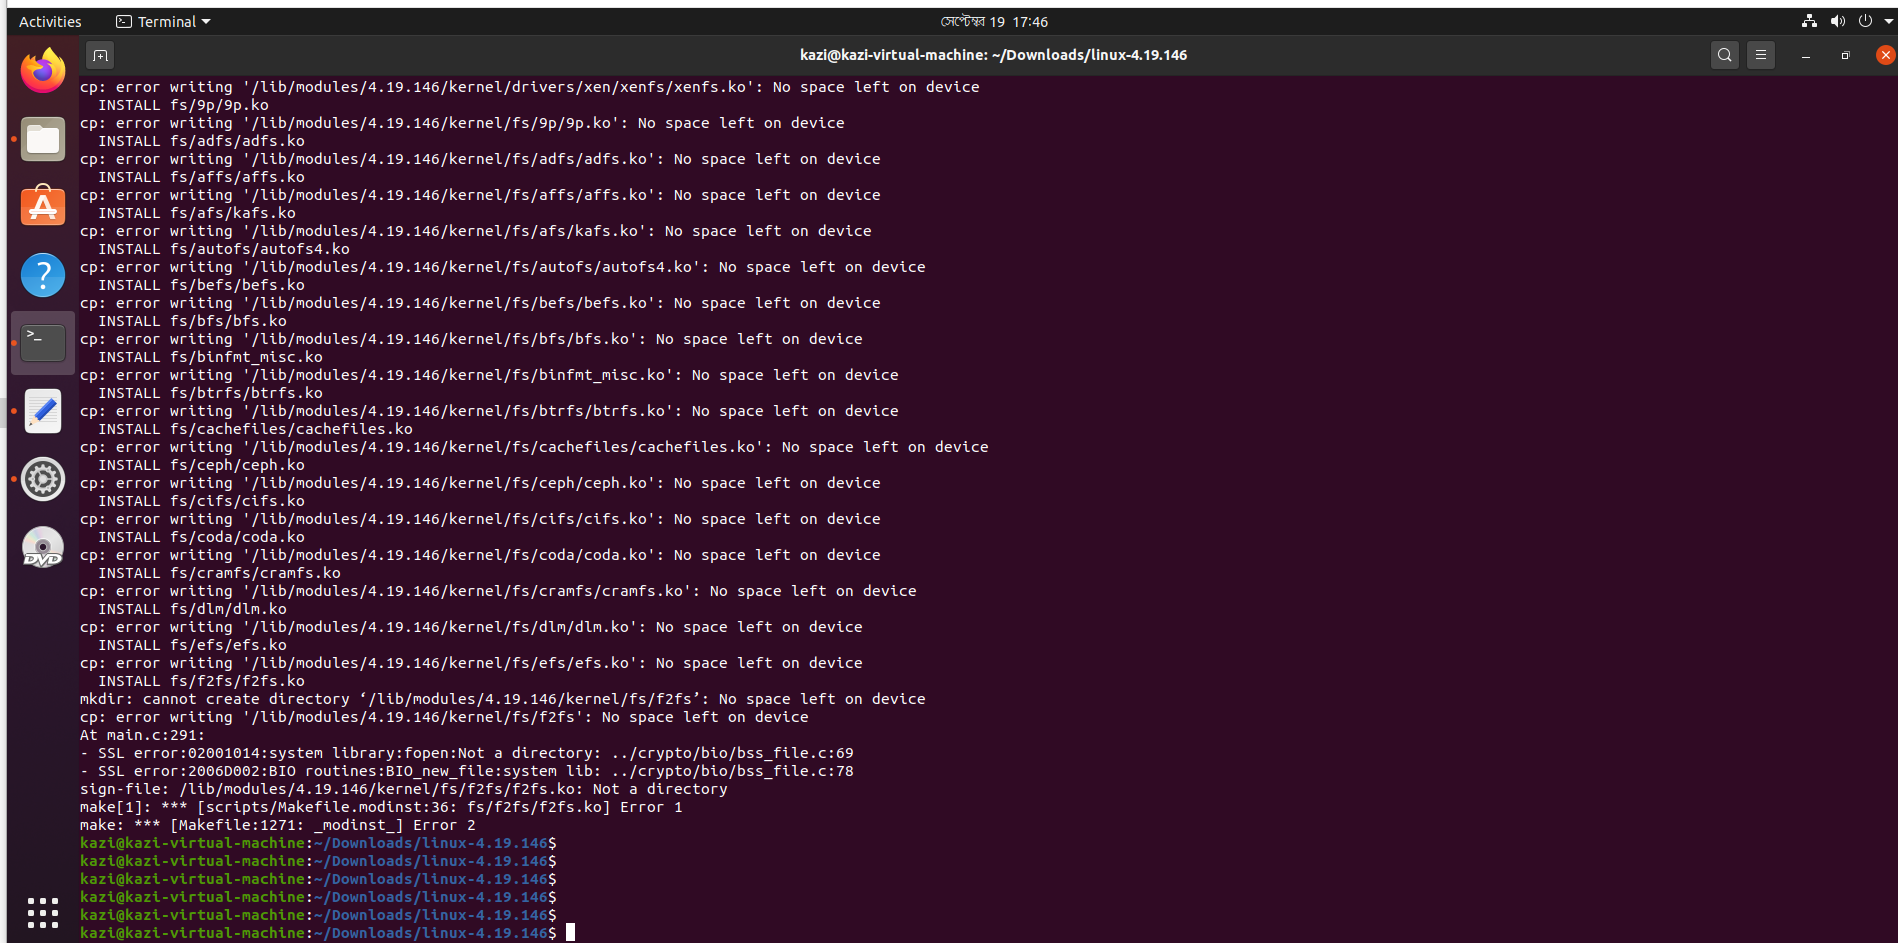 Activities
Terminal
সেপ্টেম্বর 19 17:46
kazi@kazi-virtual-machine: ~/Downloads/linux-4.19.146
cp: error writing '/lib/modules/4.19.146/kernel/drivers/xen/xenfs/xenfs.ko': No space left on device
INSTALL fs/9p/9p.ko
cp: error writing '/lib/modules/4.19.146/kernel/fs/9p/9p.ko': No space left on device
INSTALL fs/adfs/adfs.ko
cp: error writing '/lib/modules/4.19.146/kernel/fs/adfs/adfs.ko': No space left on device
INSTALL fs/affs/affs.ko
cp: error writing '/lib/modules/4.19.146/kernel/fs/affs/affs.ko': No space left on device
INSTALL fs/afs/kafs.ko
cp: error writing '/lib/modules/4.19.146/kernel/fs/afs/kafs.ko': No space left on device
INSTALL fs/autofs/autofs4.ko
cp: error writing '/lib/modules/4.19.146/kernel/fs/autofs/autofs4.ko': No space left on device
INSTALL fs/befs/befs.ko
cp: error writing '/lib/modules/4.19.146/kernel/fs/befs/befs.ko': No space left on device
INSTALL fs/bfs/bfs.ko
cp: error writing '/lib/modules/4.19.146/kernel/fs/bfs/bfs.ko': No space left on device
INSTALL fs/binfmt_misc.ko
cp: error writing '/lib/modules/4.19.146/kernel/fs/binfmt_misc.ko': No space left on device
INSTALL fs/btrfs/btrfs.ko
cp: error writing '/lib/modules/4.19.146/kernel/fs/btrfs/btrfs.ko': No space left on device
INSTALL fs/cachefiles/cachefiles.ko
cp: error writing '/lib/modules/4.19.146/kernel/fs/cachefiles/cachefiles.ko': No space left on device
INSTALL fs/ceph/ceph.ko
cp: error writing '/lib/modules/4.19.146/kernel/fs/ceph/ceph.ko': No space left on device
INSTALL fs/cifs/cifs.ko
cp: error writing '/lib/modules/4.19.146/kernel/fs/cifs/cifs.ko': No space left on device
INSTALL fs/coda/coda.ko
cp: error writing '/lib/modules/4.19.146/kernel/fs/coda/coda.ko': No space left on device
INSTALL fs/cramfs/cramfs.ko
cp: error writing '/lib/modules/4.19.146/kernel/fs/cramfs/cramfs.ko': No space left on device
INSTALL fs/dlm/dlm.ko
cp: error writing '/lib/modules/4.19.146/kernel/fs/dlm/dlm.ko': No space left on device
INSTALL fs/efs/efs.ko
cp: error writing '/lib/modules/4.19.146/kernel/fs/efs/efs.ko': No space left on device
INSTALL fs/f2fs/f2fs.ko
mkdir: cannot create directory ‘/lib/modules/4.19.146/kernel/fs/f2fs’: No space left on device
cp: error writing '/lib/modules/4.19.146/kernel/fs/f2fs': No space left on device
At main.c:291:
- SSL error:02001014:system library:fopen:Not a directory: ../crypto/bio/bss_file.c:69
- SSL error:2006D002:BIO routines:BIO_new_file:system lib: ../crypto/bio/bss_file.c:78
sign-file: /lib/modules/4.19.146/kernel/fs/f2fs/f2fs.ko: Not a directory
make[1]: *** [scripts/Makefile.modinst:36: fs/f2fs/f2fs.ko] Error 1
make: *** [Makefile:1271: _modinst_] Error 2
kazi@kazi-virtual-machine:~/Downloads/linux-4.19.146$
kazi@kazi-virtual-machine:~/Downloads/linux-4.19.146$
kazi@kazi-virtual-machine:~/Downloads/linux-4.19.146$
kazi@kazi-virtual-machine:~/Downloads/linux-4.19.146$
kazi@kazi-virtual-machine:~/Downloads/linux-4.19.146$
kazi@kazi-virtual-machine:~/Downloads/linux-4.19.146$
DVD